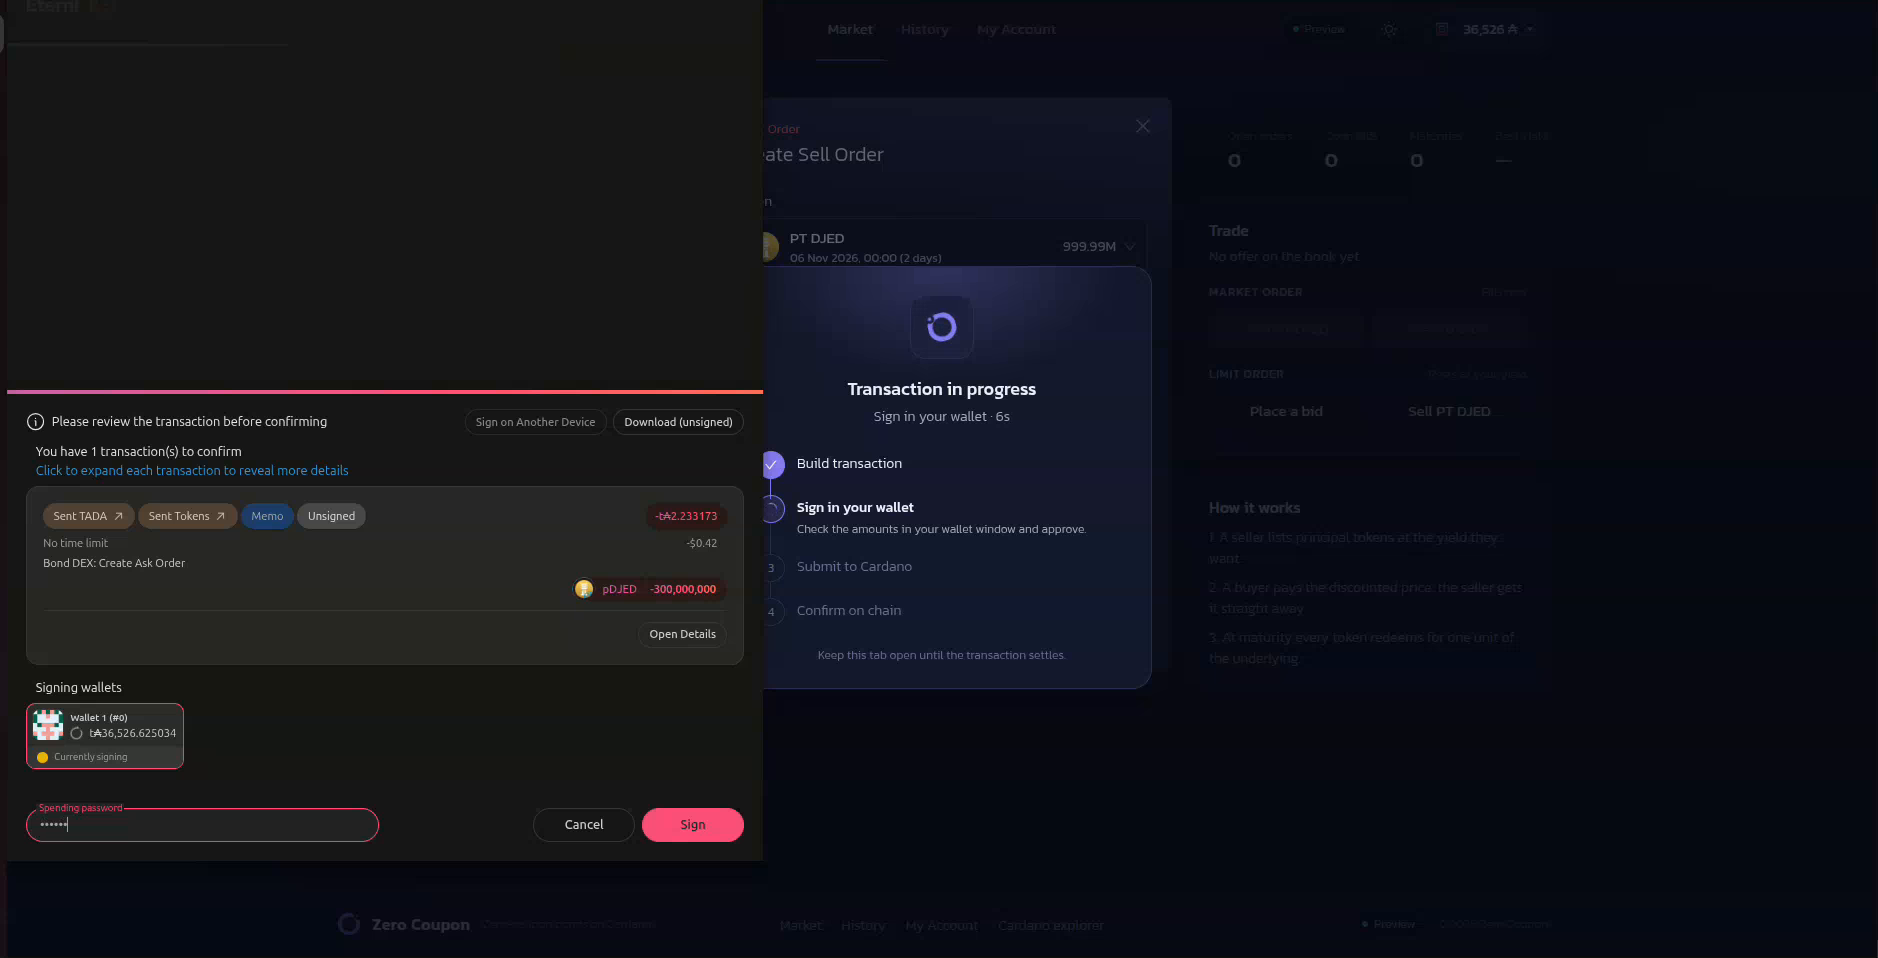 Eternl
Market History My Account
Preview
36,526 ₳
Order
eate Sell Order
0 0 0 —
n
PT DJED
06 Nov 2026, 00:00 (2 days)
999.99M
Trade
No offer on the book yet
MARKET ORDER
LIMIT ORDER
Place a bid
Sell PT DJED
Transaction in progress
Sign in your wallet · 6s
Build transaction
Sign in your wallet
Check the amounts in your wallet window and approve.
3 Submit to Cardano
4 Confirm on chain
Keep this tab open until the transaction settles.
How it works
1. A seller lists principal tokens at the yield they
want.
2. A buyer pays the discounted price; the seller gets
it straight away.
3. At maturity every token redeems for one unit of
the underlying.
Please review the transaction before confirming
Sign on Another Device
Download (unsigned)
You have 1 transaction(s) to confirm
Click to expand each transaction to reveal more details
Sent TADA Sent Tokens Memo Unsigned
-t₳2.233173
No time limit
-$0.42
Bond DEX: Create Ask Order
pDJED -300,000,000
Open Details
Signing wallets
Wallet 1 (#0)
t₳36,526.625034
Currently signing
Spending password
••••••
Cancel
Sign
Zero Coupon
Market History My Account Cardano explorer
Preview